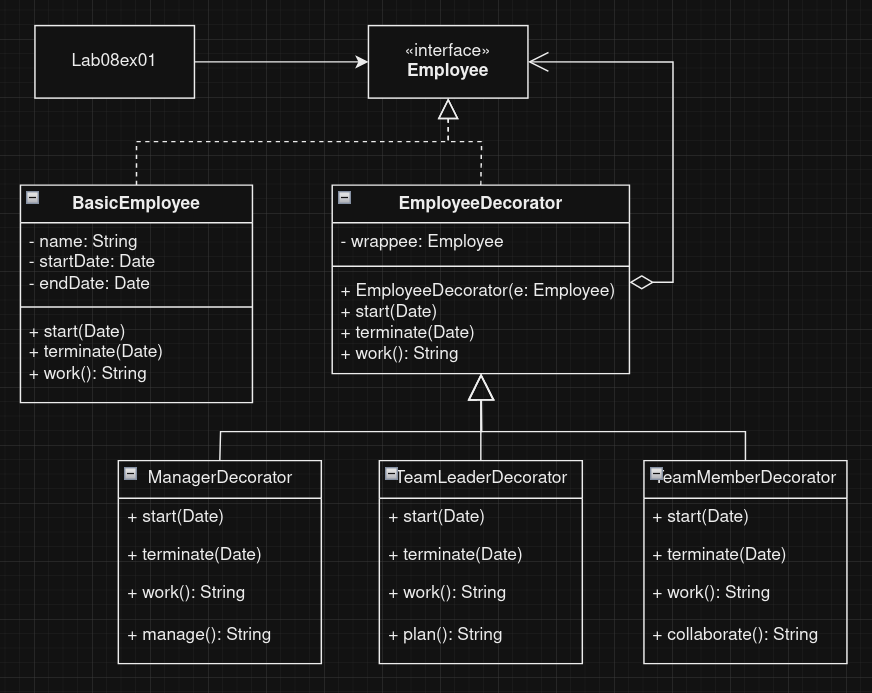 Lab08ex01
«interface»
Employee
BasicEmployee
- name: String
- startDate: Date
- endDate: Date
+ start(Date)
+ terminate(Date)
+ work(): String
EmployeeDecorator
- wrappee: Employee
+ EmployeeDecorator(e: Employee)
+ start(Date)
+ terminate(Date)
+ work(): String
ManagerDecorator
+ start(Date)
+ terminate(Date)
+ work(): String
+ manage(): String
TeamLeaderDecorator
+ start(Date)
+ terminate(Date)
+ work(): String
+ plan(): String
TeamMemberDecorator
+ start(Date)
+ terminate(Date)
+ work(): String
+ collaborate(): String